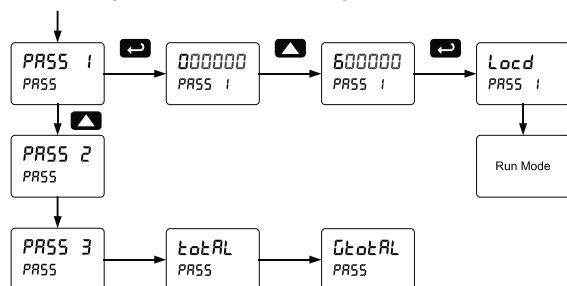 PASS 1
PASS
000000
PASS 1
600000
PASS 1
Locd
PASS 1
PASS 2
PASS
Run Mode
PASS 3
PASS
totAL
PASS
GtotAL
PASS